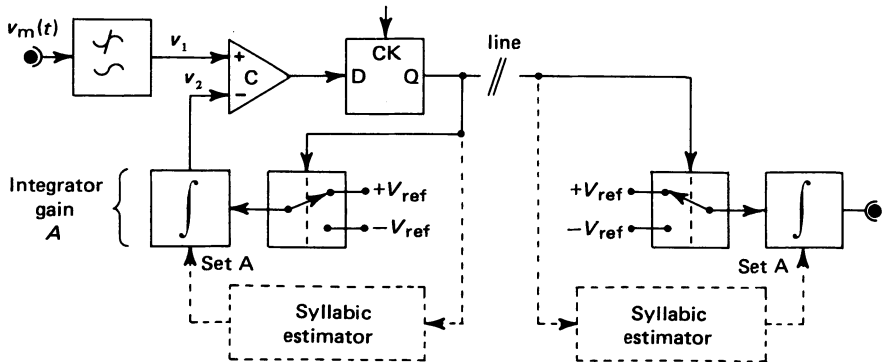 v_m(t)
v_1
v_2
+
−
C
CK
D
Q
line
Integrator
gain
A
∫
+V_ref
−V_ref
Set A
Syllabic
estimator
+V_ref
−V_ref
∫
Set A
Syllabic
estimator